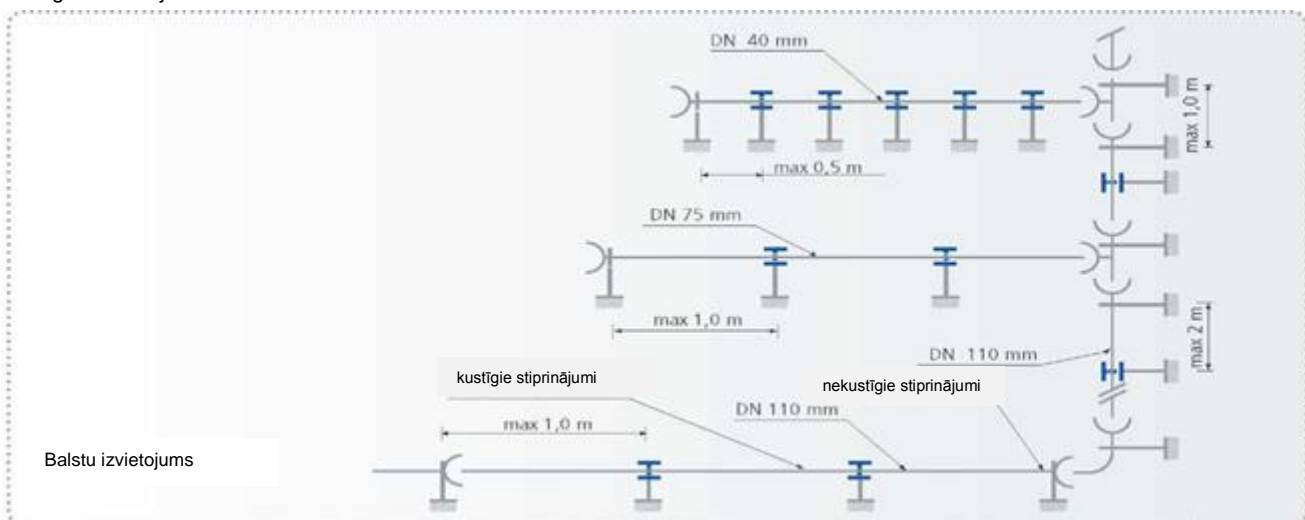 DN 40 mm
max 1,0 m
max 0,5 m
DN 75 mm
max 1,0 m
max 2 m
DN 110 mm
kustīgie stiprinājumi
nekustīgie stiprinājumi
DN 110 mm
max 1,0 m
Balstu izvietojums